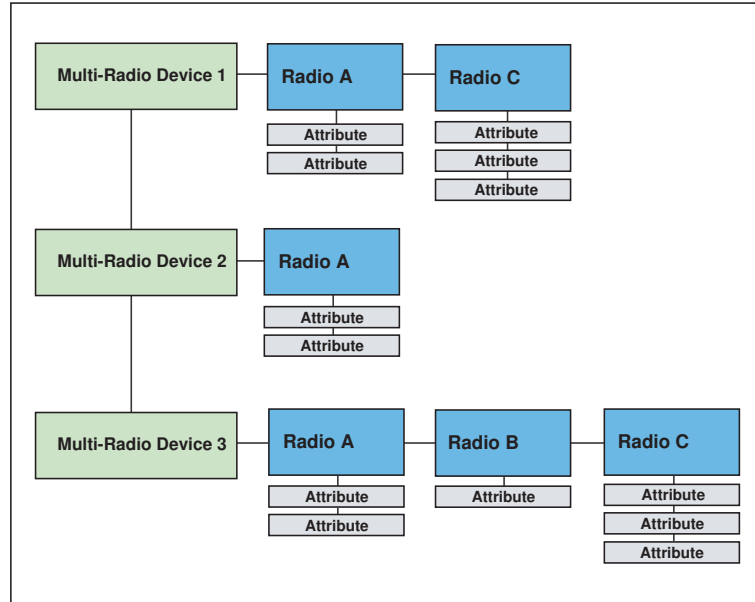 Multi-Radio Device 1
Radio A
Radio C
Attribute
Attribute
Attribute
Attribute
Attribute
Multi-Radio Device 2
Radio A
Attribute
Attribute
Multi-Radio Device 3
Radio A
Radio B
Radio C
Attribute
Attribute
Attribute
Attribute
Attribute
Attribute